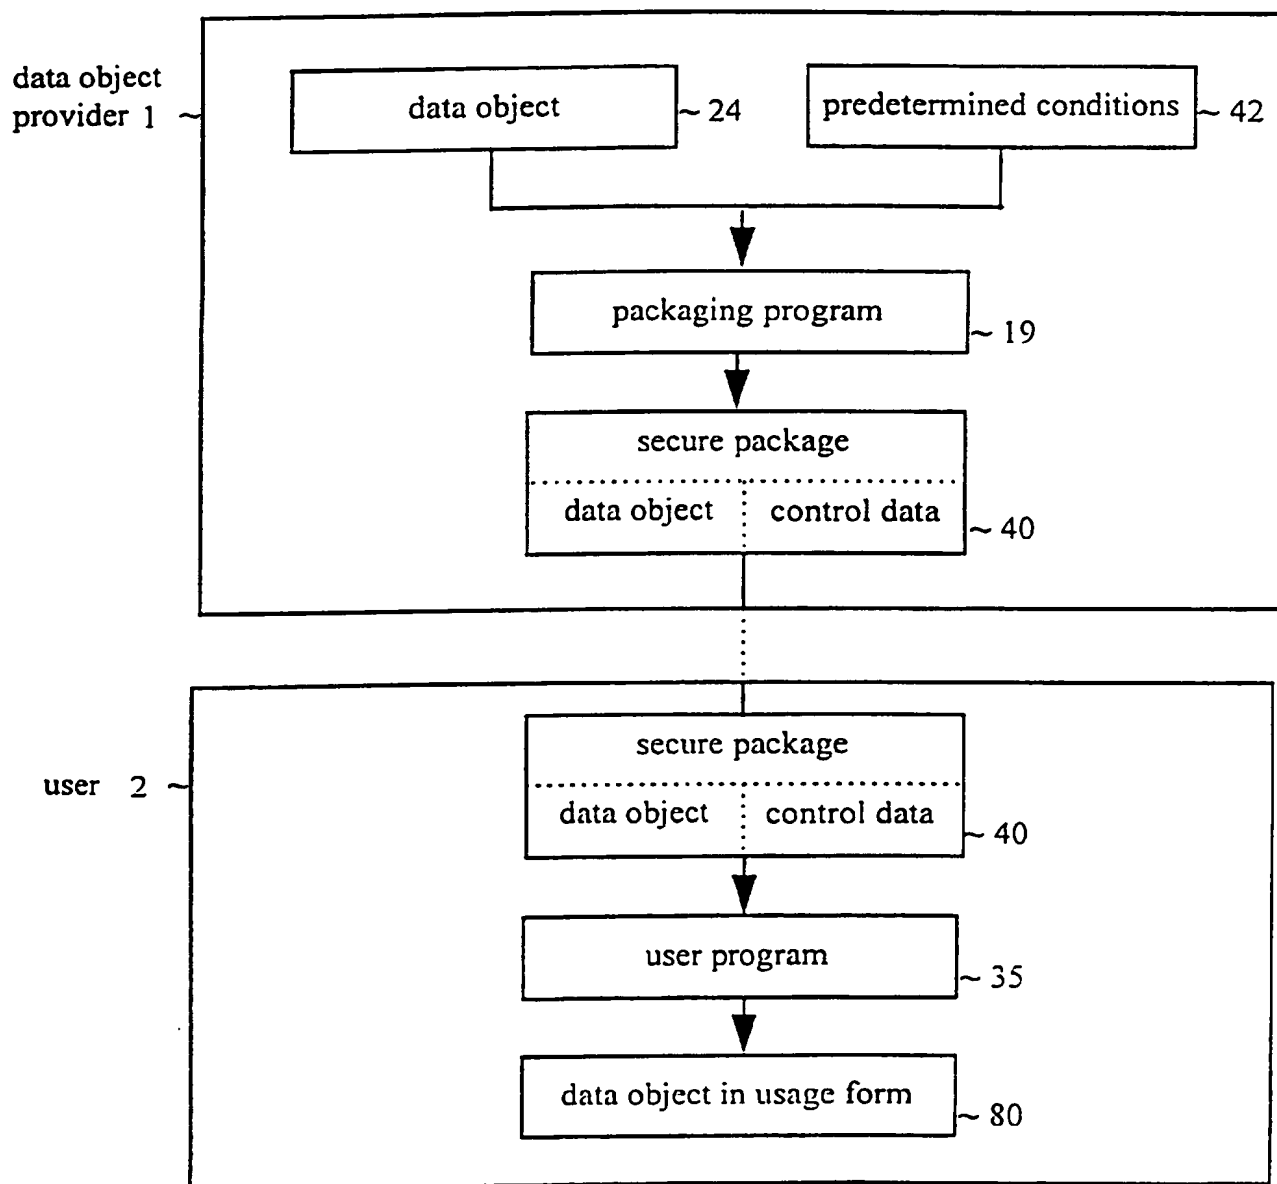 data object
provider 1 ~
data object
~ 24
predetermined conditions
~ 42
packaging program
~ 19
secure package
data object
control data
~ 40
user 2 ~
secure package
data object
control data
~ 40
user program
~ 35
data object in usage form
~ 80